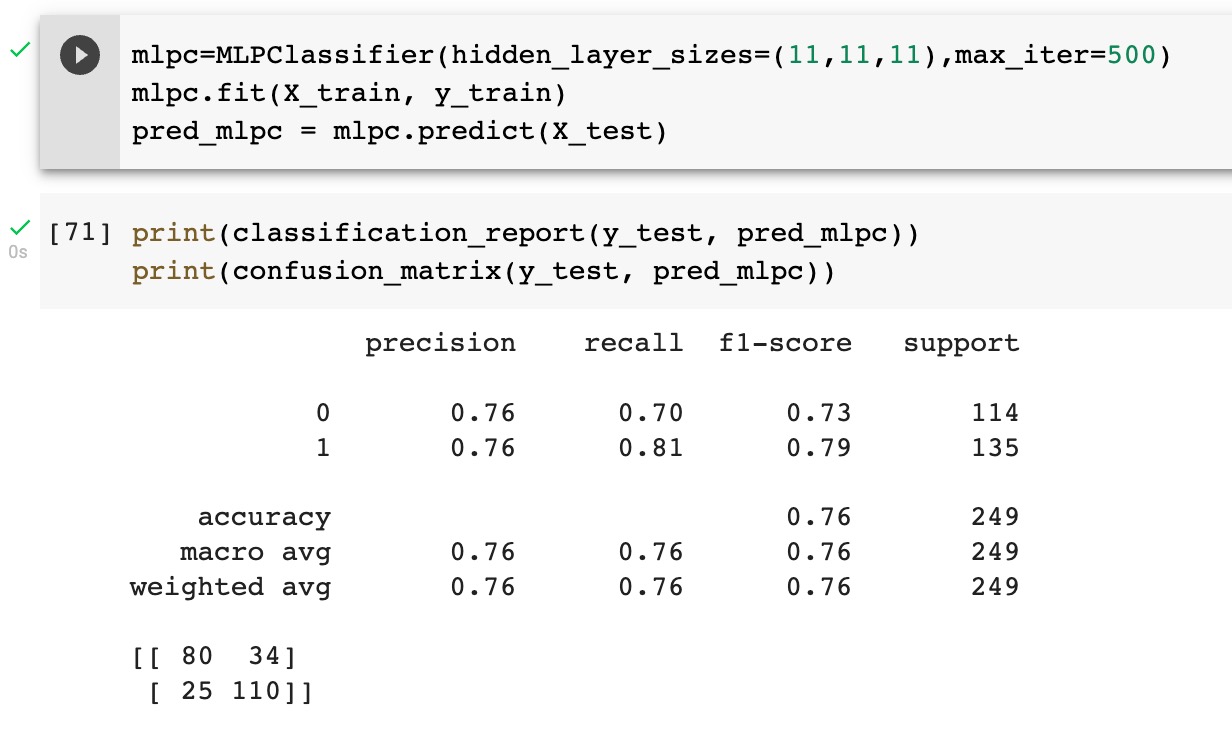 mlpc=MLPClassifier(hidden_layer_sizes=(11,11,11),max_iter=500)
mlpc.fit(X_train, y_train)
pred_mlpc = mlpc.predict(X_test)
[71] print(classification_report(y_test, pred_mlpc))
0s print(confusion_matrix(y_test, pred_mlpc))
precision recall f1-score support
0 0.76 0.70 0.73 114
1 0.76 0.81 0.79 135
accuracy 0.76 249
macro avg 0.76 0.76 0.76 249
weighted avg 0.76 0.76 0.76 249
[[ 80 34]
[ 25 110]]